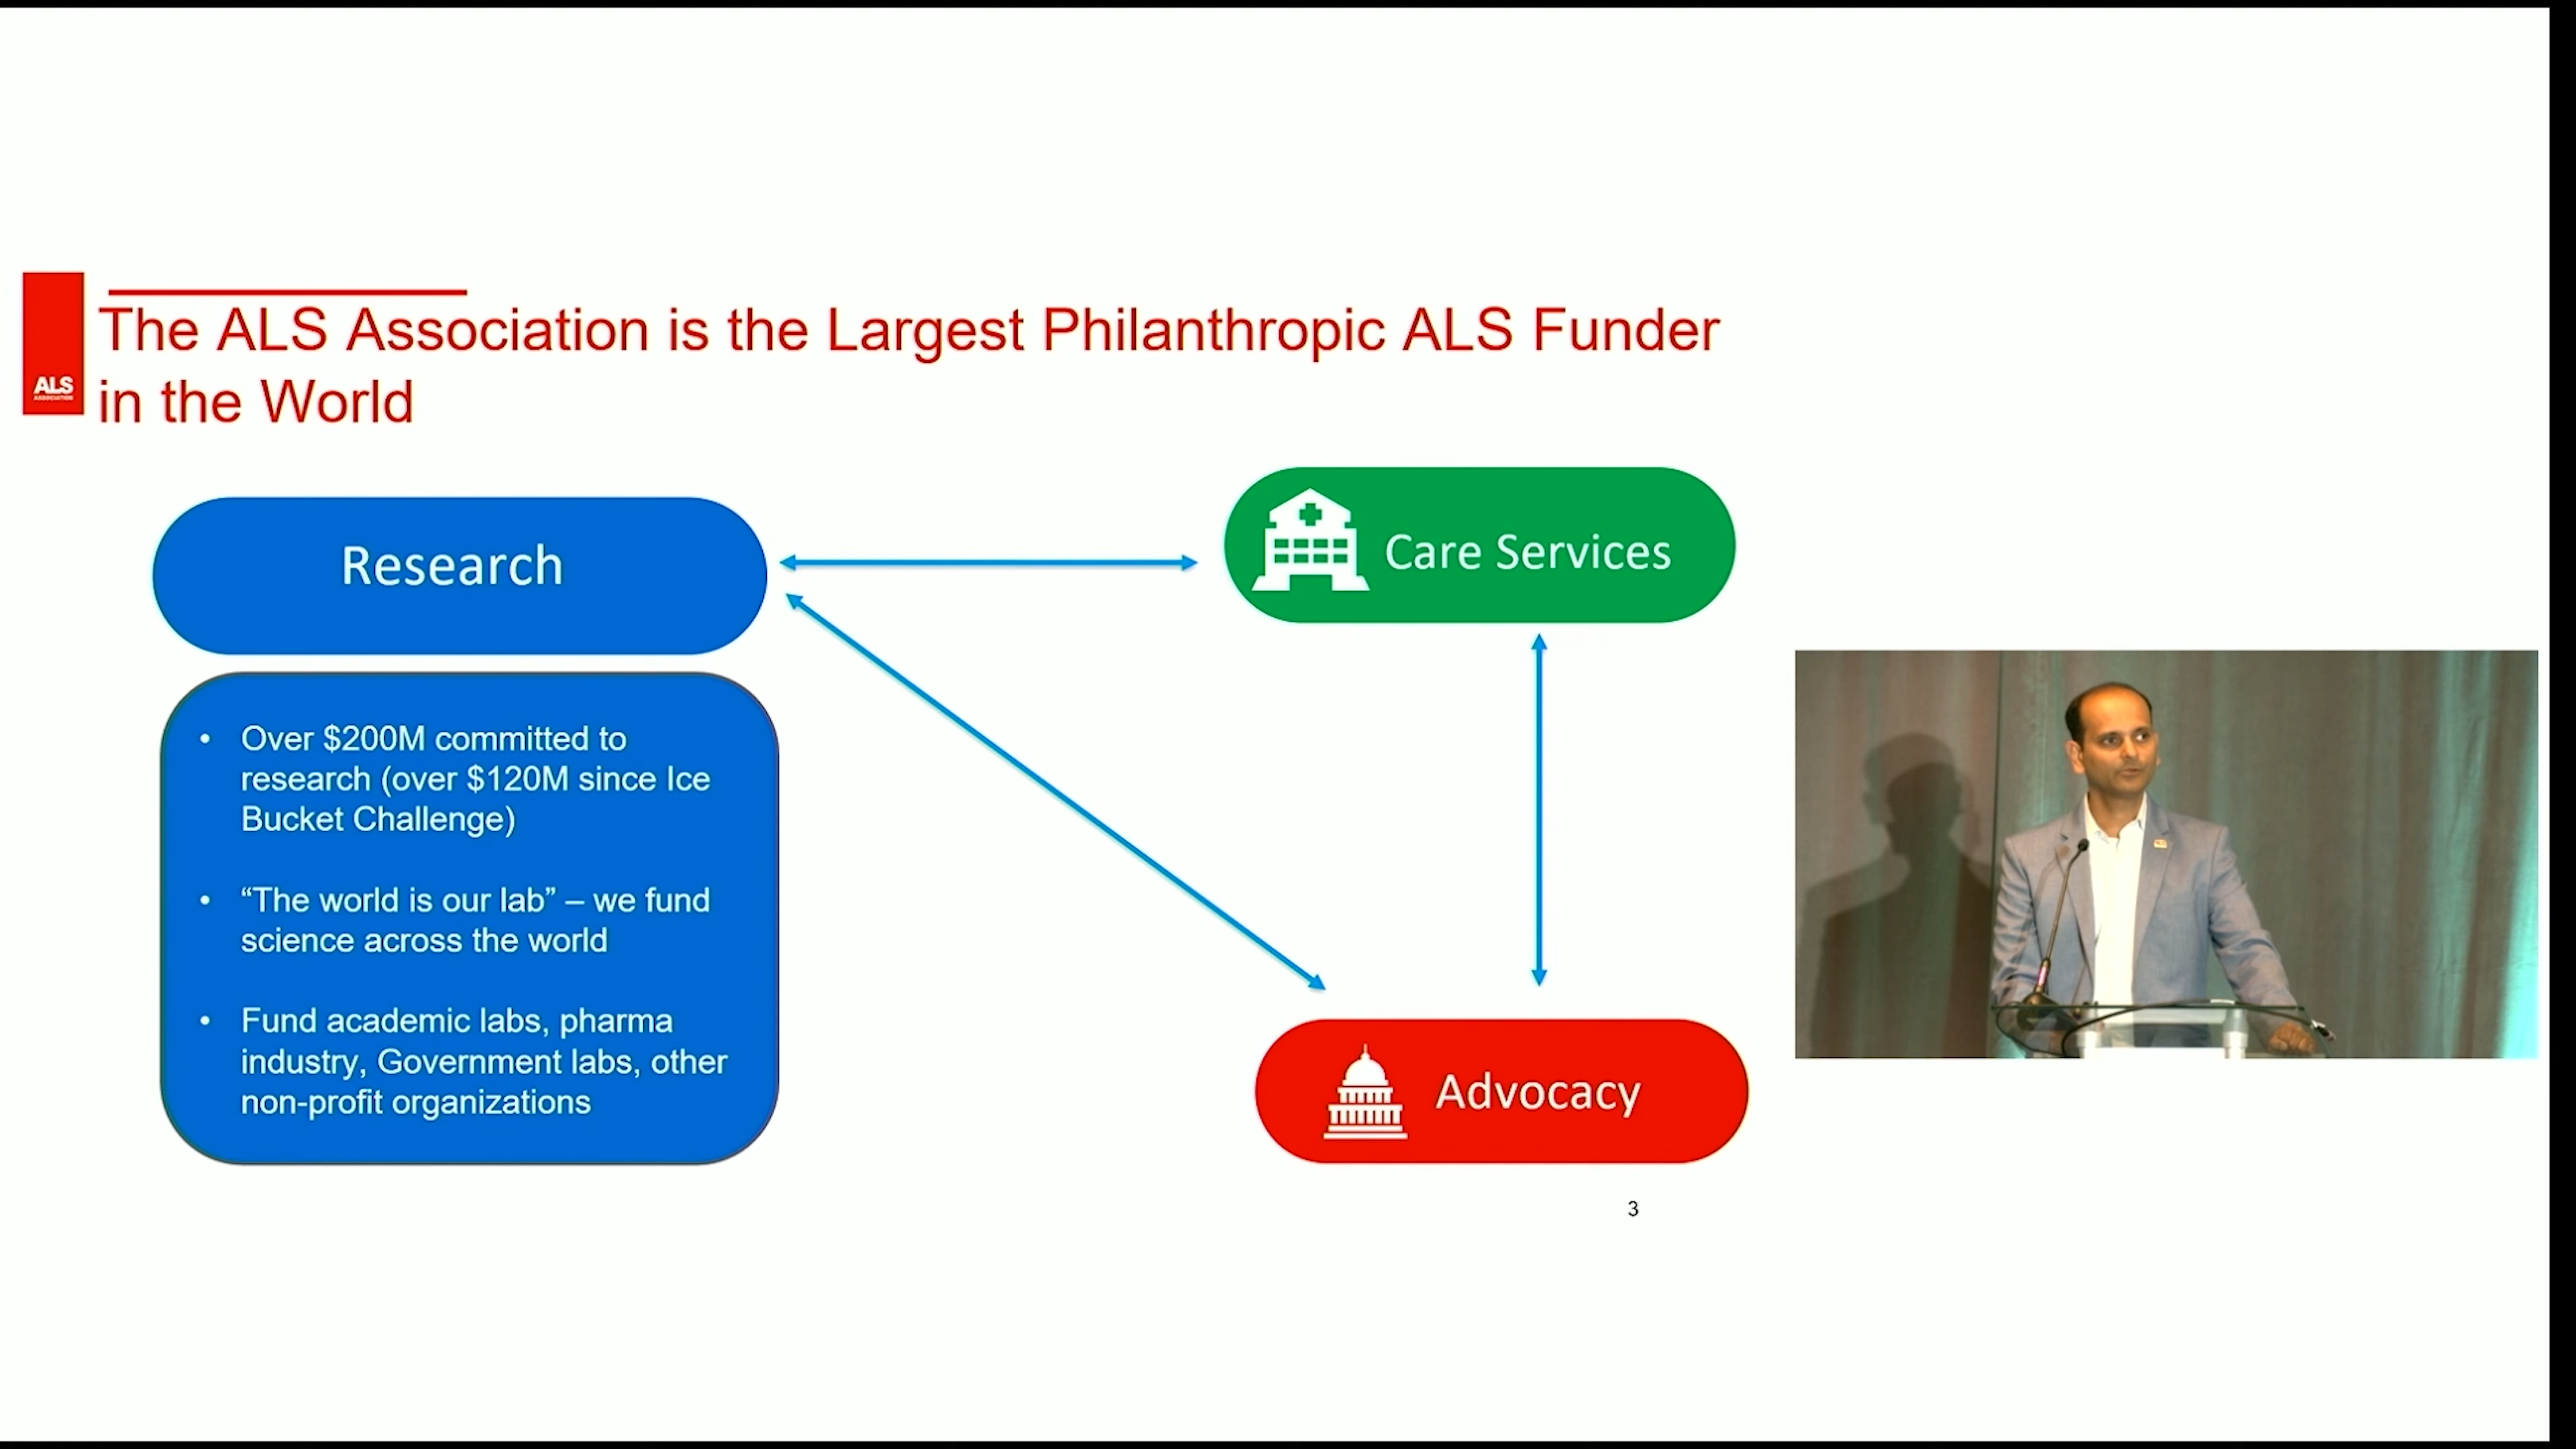 The ALS Association is the Largest Philanthropic ALS Funder
in the World
ALS
ASSOCIATION
Research
Care Services
• Over $200M committed to
research (over $120M since Ice
Bucket Challenge)
• “The world is our lab” – we fund
science across the world
• Fund academic labs, pharma
industry, Government labs, other
non-profit organizations
Advocacy
3